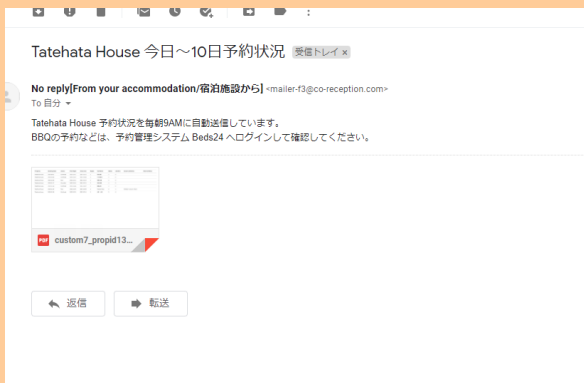 Tatehata House 今日～10日予約状況 受信トレイ ×
No reply[From your accommodation/宿泊施設から] <mailer-f3@co-reception.com>
To 自分
Tatehata House 予約状況を毎朝9AMに自動送信しています。
BBQの予約などは、予約管理システム Beds24 へログインして確認してください。
PDF custom7_propid13...
返信 転送